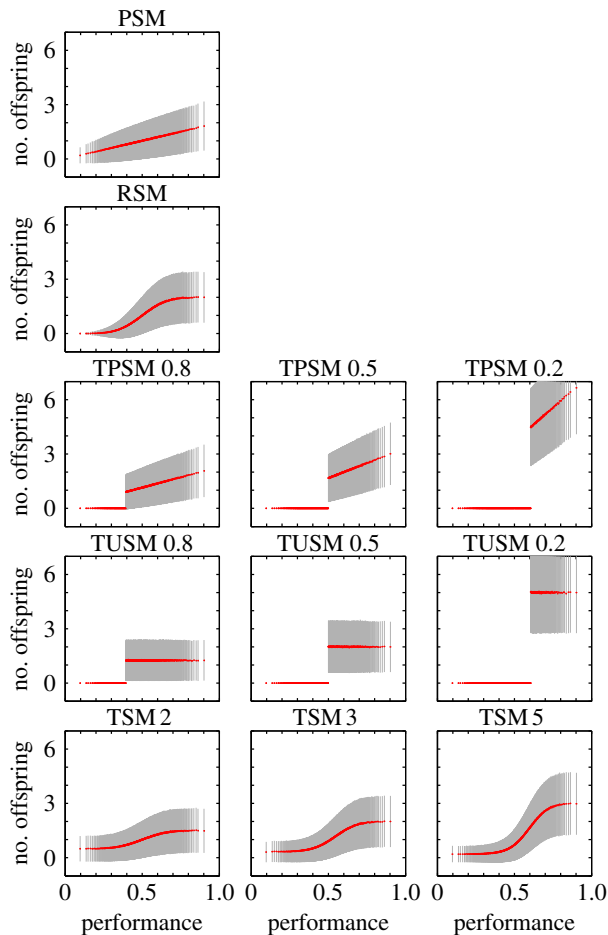 PSM
no. offspring
6
3
0
RSM
no. offspring
6
3
0
TPSM 0.8
TPSM 0.5
TPSM 0.2
no. offspring
6
3
0
TUSM 0.8
TUSM 0.5
TUSM 0.2
no. offspring
6
3
0
TSM 2
TSM 3
TSM 5
no. offspring
6
3
0
0 0.5 1.0
0 0.5 1.0
0 0.5 1.0
performance
performance
performance